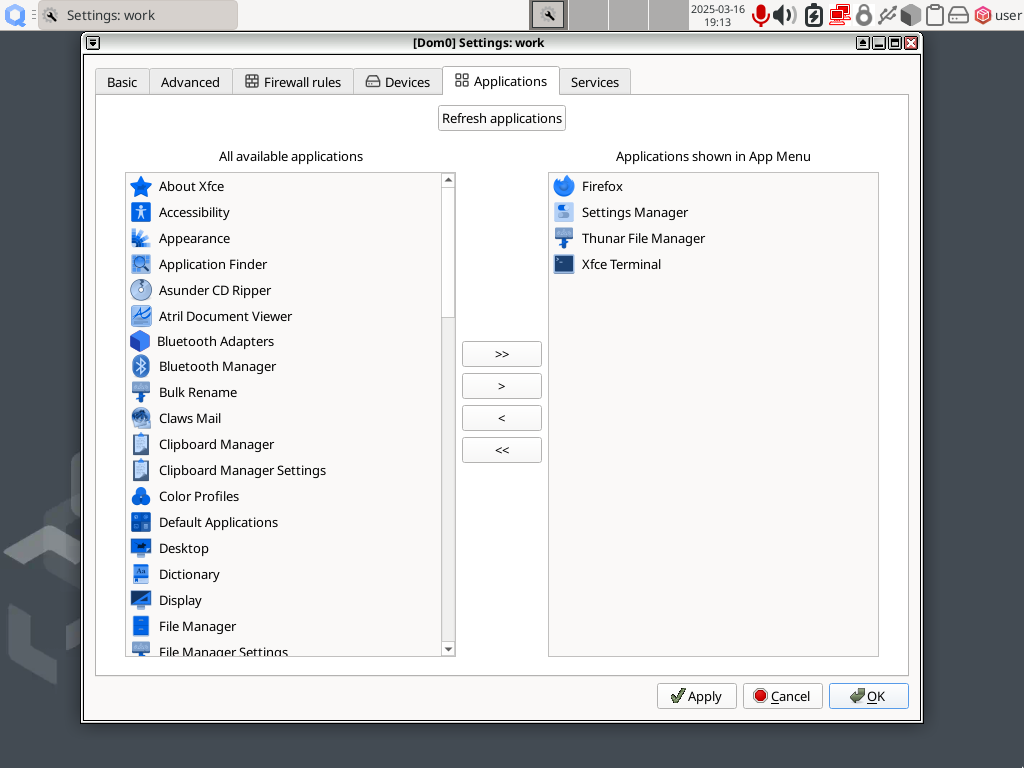 Settings: work
2025-03-16
19:13
user
[Dom0] Settings: work
Basic
Advanced
Firewall rules
Devices
Applications
Services
Refresh applications
All available applications
Applications shown in App Menu
About Xfce
Accessibility
Appearance
Application Finder
Asunder CD Ripper
Atril Document Viewer
Bluetooth Adapters
Bluetooth Manager
Bulk Rename
Claws Mail
Clipboard Manager
Clipboard Manager Settings
Color Profiles
Default Applications
Desktop
Dictionary
Display
File Manager
File Manager Settings
>>
>
<
<<
Firefox
Settings Manager
Thunar File Manager
Xfce Terminal
Apply
Cancel
OK